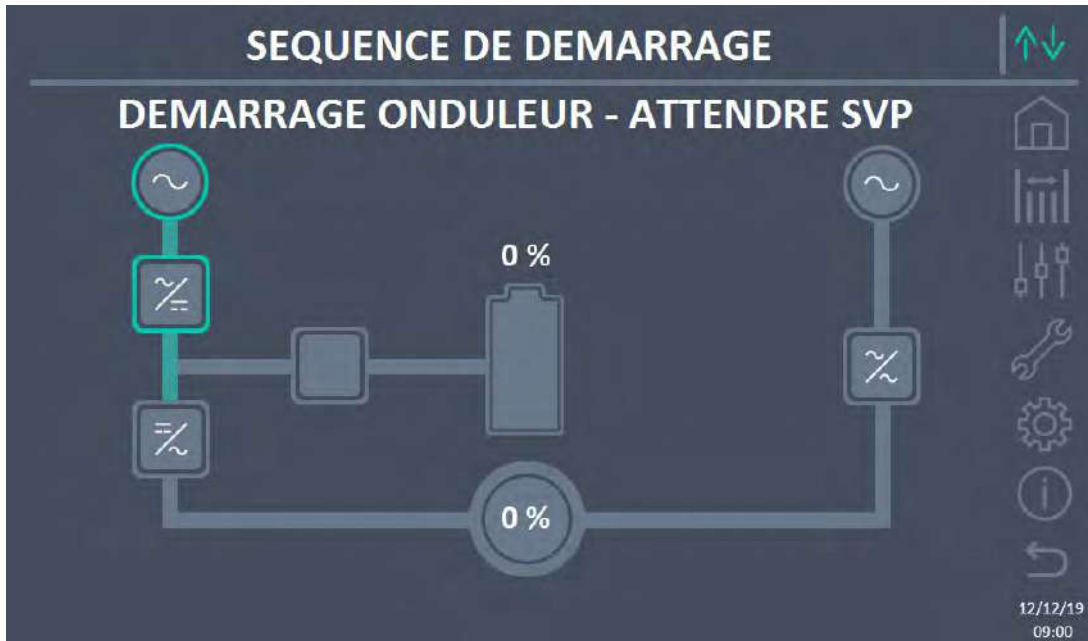 SEQUENCE DE DEMARRAGE
DEMARRAGE ONDULEUR - ATTENDRE SVP
0 %
0 %
12/12/19
09:00